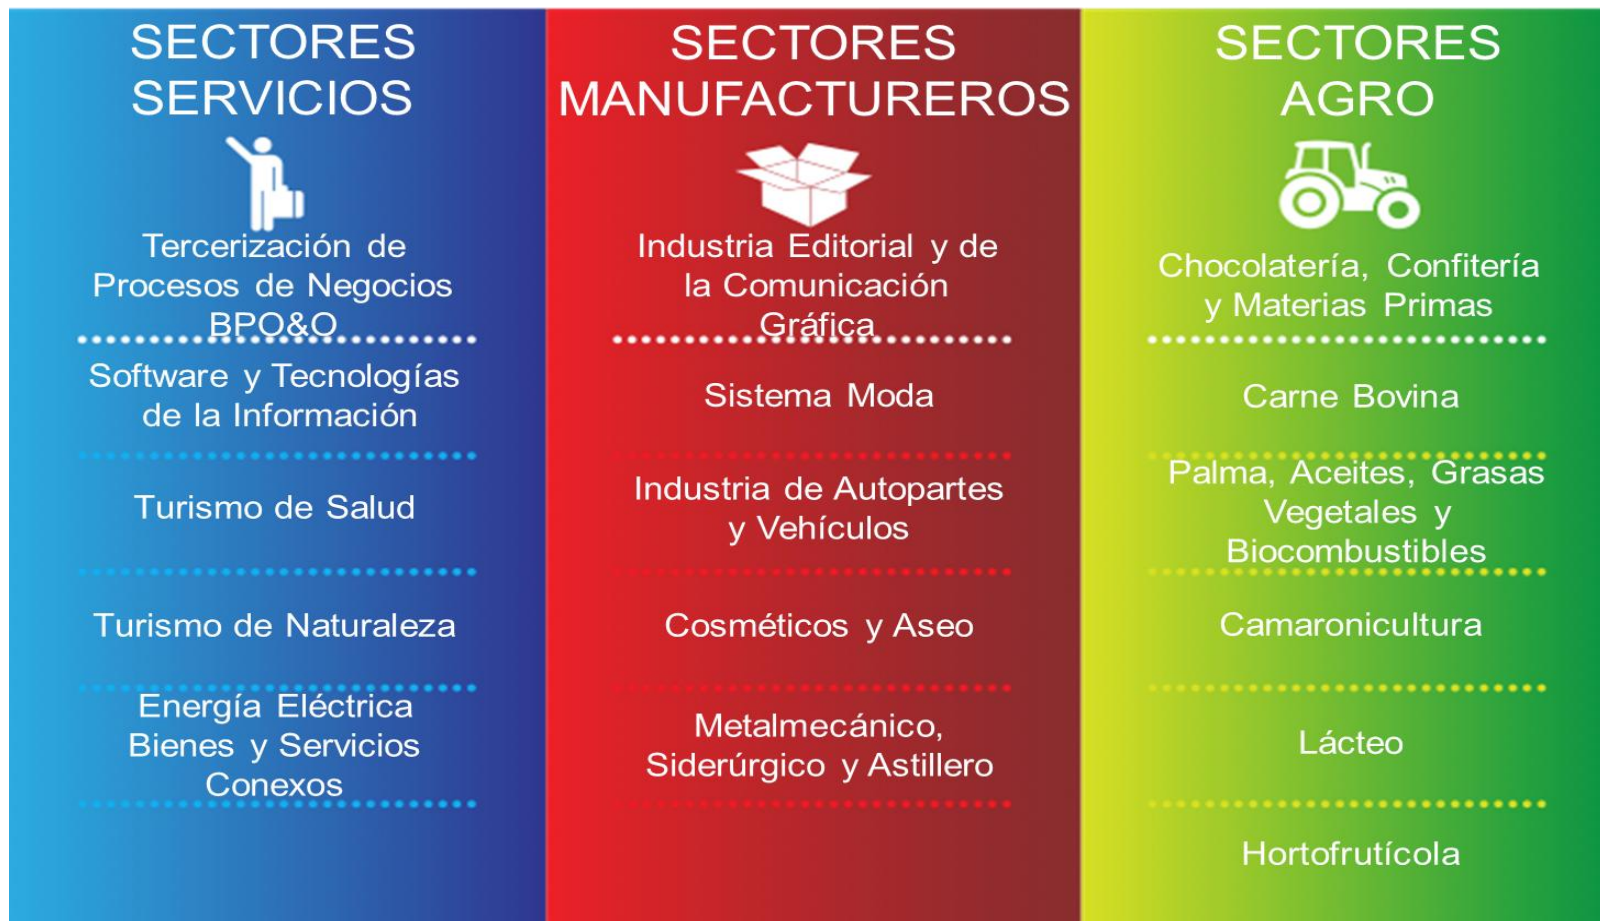 SECTORES
SERVICIOS
Tercerización de
Procesos de Negocios
BPO&O
Software y Tecnologías
de la Información
Turismo de Salud
Turismo de Naturaleza
Energía Eléctrica
Bienes y Servicios
Conexos
SECTORES
MANUFACTUREROS
Industria Editorial y de
la Comunicación
Gráfica
Sistema Moda
Industria de Autopartes
y Vehículos
Cosméticos y Aseo
Metalmecánico,
Siderúrgico y Astillero
SECTORES
AGRO
Chocolatería, Confitería
y Materias Primas
Carne Bovina
Palma, Aceites, Grasas
Vegetales y
Biocombustibles
Camaronicultura
Lácteo
Hortofrutícola